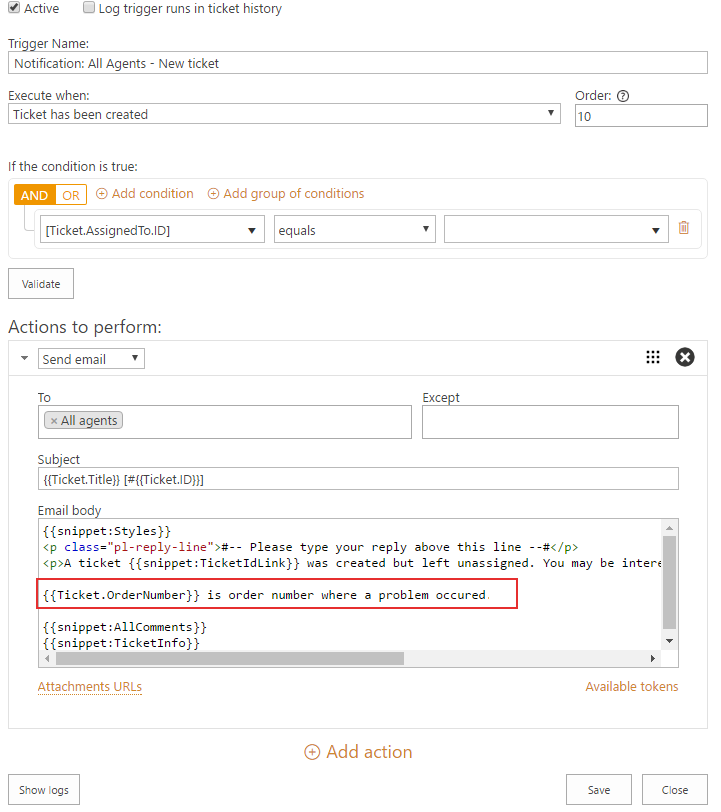 Active Log trigger runs in ticket history
Trigger Name:
Notification: All Agents - New ticket
Execute when: Order:
Ticket has been created 10
If the condition is true:
AND OR Add condition Add group of conditions
[Ticket.AssignedTo.ID] equals
Validate
Actions to perform:
Send email
To Except
× All agents
Subject
{{Ticket.Title}} [#{{Ticket.ID}}]
Email body
{{snippet:Styles}}
<p class="pl-reply-line">#-- Please type your reply above this line --#</p>
<p>A ticket {{snippet:TicketIdLink}} was created but left unassigned. You may be intere
{{Ticket.OrderNumber}} is order number where a problem occured.
{{snippet:AllComments}}
{{snippet:TicketInfo}}
Attachments URLs Available tokens
Add action
Show logs Save Close